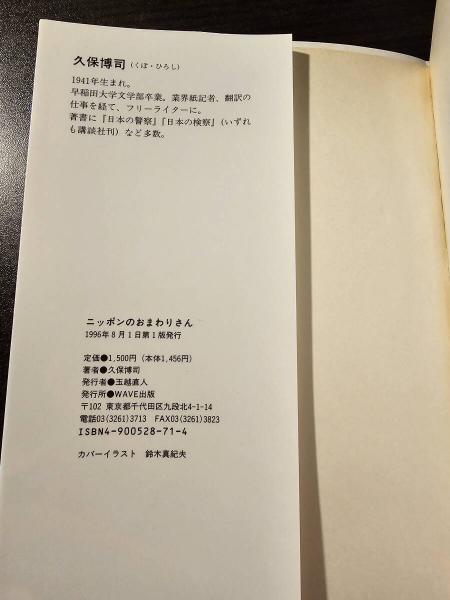 久保博司（くぼ・ひろし）
1941年生まれ。
早稲田大学文学部卒業。業界紙記者、翻訳の
仕事を経て、フリーライターに。
著書に『日本の警察』『日本の検察』（いずれ
も講談社刊）など多数。
ニッポンのおまわりさん
1996年8月1日第1版発行
定価●1,500円（本体1,456円）
著者●久保博司
発行者●玉越直人
発行所●WAVE出版
〒102 東京都千代田区九段北4-1-14
電話03(3261)3713 FAX03(3261)3823
ISBN4-900528-71-4
カバーイラスト 鈴木真紀夫